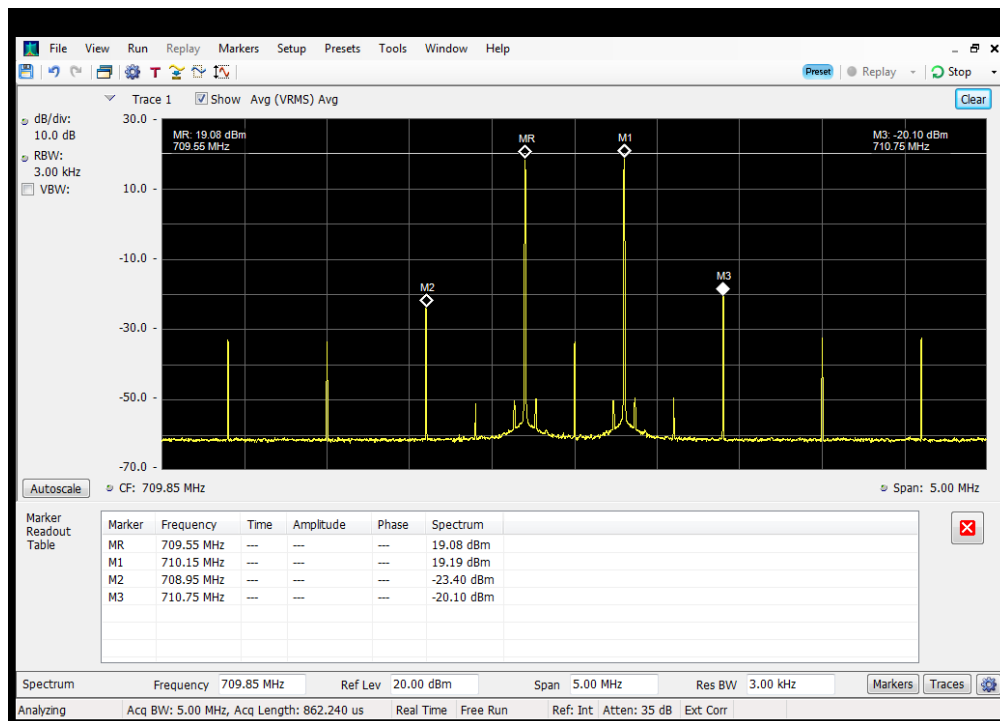 File View Run Replay Markers Setup Presets Tools Window Help
T Preset Replay Stop
Trace 1 Show Avg (VRMS) Avg Clear
dB/div:
10.0 dB
RBW:
3.00 kHz
VBW:
30.0 -
10.0 -
-10.0 -
-30.0 -
-50.0 -
-70.0 -
MR: 19.08 dBm
709.55 MHz
MR
M1
M3: -20.10 dBm
710.75 MHz
M2
M3
Autoscale CF: 709.85 MHz Span: 5.00 MHz
Marker
Readout
Table
Marker Frequency Time Amplitude Phase Spectrum
MR 709.55 MHz --- --- --- 19.08 dBm
M1 710.15 MHz --- --- --- 19.19 dBm
M2 708.95 MHz --- --- --- -23.40 dBm
M3 710.75 MHz --- --- --- -20.10 dBm
Spectrum Frequency 709.85 MHz Ref Lev 20.00 dBm Span 5.00 MHz Res BW 3.00 kHz Markers Traces
Analyzing Acq BW: 5.00 MHz, Acq Length: 862.240 us Real Time Free Run Ref: Int Atten: 35 dB Ext Corr